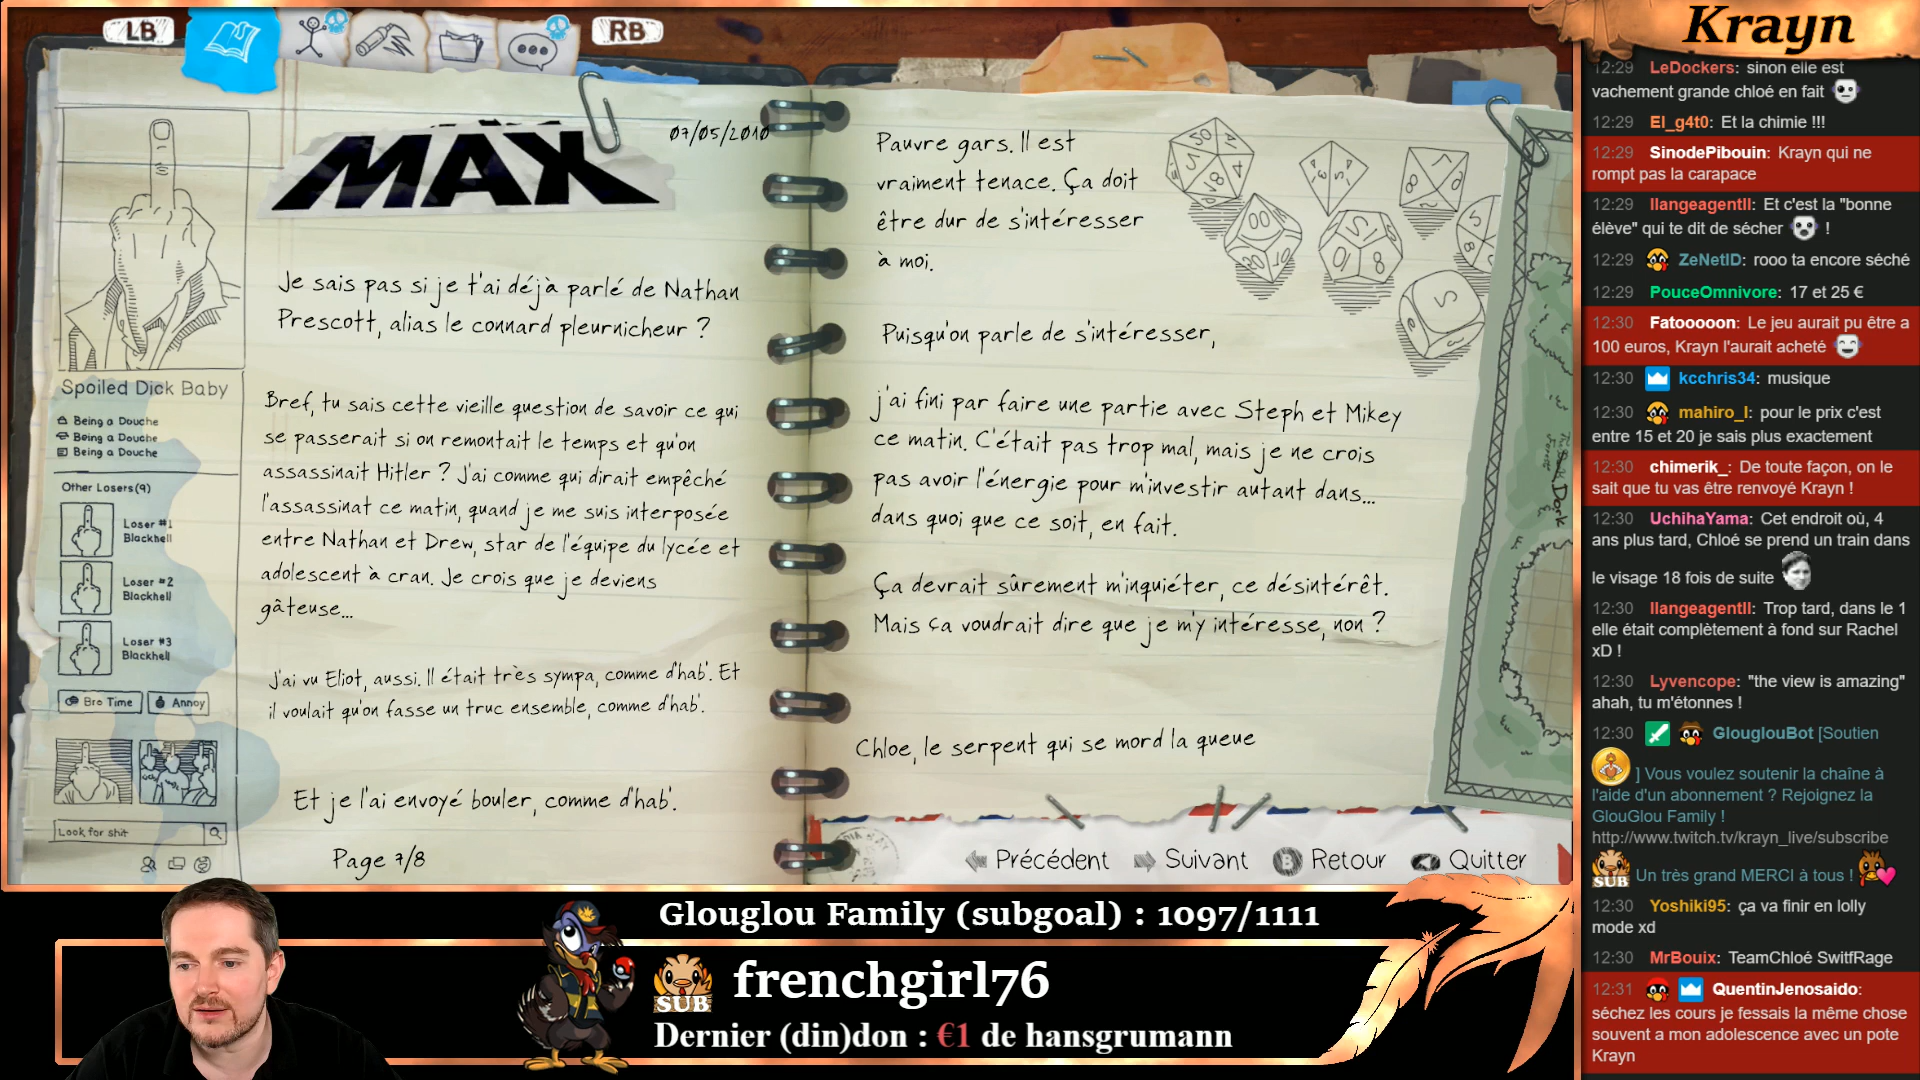 LB
RB
MAX
07/05/2010
Je sais pas si je t'ai déjà parlé de Nathan
Prescott, alias le connard pleurnicheur ?
Bref, tu sais cette vieille question de savoir ce qui
se passerait si on remontait le temps et qu'on
assassinait Hitler ? J'ai comme qui dirait empêché
l'assassinat ce matin, quand je me suis interposée
entre Nathan et Drew, star de l'équipe du lycée et
adolescent à cran. Je crois que je deviens
gâteuse...
J'ai vu Eliot, aussi. Il était très sympa, comme d'hab'. Et
il voulait qu'on fasse un truc ensemble, comme d'hab'.
Et je l'ai envoyé bouler, comme d'hab'.
Page 7/8
Spoiled Dick Baby
Being a Douche
Being a Douche
Being a Douche
Other Losers(9)
Loser #1
Blackhell
Loser #2
Blackhell
Loser #3
Blackhell
Bro Time
Annoy
Look for shit
Pauvre gars. Il est
vraiment tenace. Ça doit
être dur de s'intéresser
à moi.
Puisqu'on parle de s'intéresser,
j'ai fini par faire une partie avec Steph et Mikey
ce matin. C'était pas trop mal, mais je ne crois
pas avoir l'énergie pour m'investir autant dans...
dans quoi que ce soit, en fait.
Ça devrait sûrement m'inquiéter, ce désintérêt.
Mais ça voudrait dire que je m'y intéresse, non ?
Chloe, le serpent qui se mord la queue
Précédent
Suivant
B Retour
Quitter
Glouglou Family (subgoal) : 1097/1111
SUB frenchgirl76
Dernier (din)don : €1 de hansgrumann
Krayn
12:29 LeDockers: sinon elle est
vachement grande chloé en fait
12:29 El_g4t0: Et la chimie !!!
12:29 SinodePibouin: Krayn qui ne
rompt pas la carapace
12:29 llangeagentll: Et c'est la "bonne
élève" qui te dit de sécher !
12:29 ZeNetID: rooo ta encore séché
12:29 PouceOmnivore: 17 et 25 €
12:30 Fatooooon: Le jeu aurait pu être a
100 euros, Krayn l'aurait acheté
12:30 kcchris34: musique
12:30 mahiro_l: pour le prix c'est
entre 15 et 20 je sais plus exactement
12:30 chimerik_: De toute façon, on le
sait que tu vas être renvoyé Krayn !
12:30 UchihaYama: Cet endroit où, 4
ans plus tard, Chloé se prend un train dans
le visage 18 fois de suite
12:30 llangeagentll: Trop tard, dans le 1
elle était complètement à fond sur Rachel
xD !
12:30 Lyvencope: "the view is amazing"
ahah, tu m'étonnes !
12:30 GlouglouBot [Soutien
] Vous voulez soutenir la chaîne à
l'aide d'un abonnement ? Rejoignez la
GlouGlou Family !
http://www.twitch.tv/krayn_live/subscribe
SUB Un très grand MERCI à tous !
12:30 Yoshiki95: ça va finir en lolly
mode xd
12:30 MrBouix: TeamChloé SwitfRage
12:31 QuentinJenosaido:
séchez les cours je fessais la même chose
souvent a mon adolescence avec un pote
Krayn